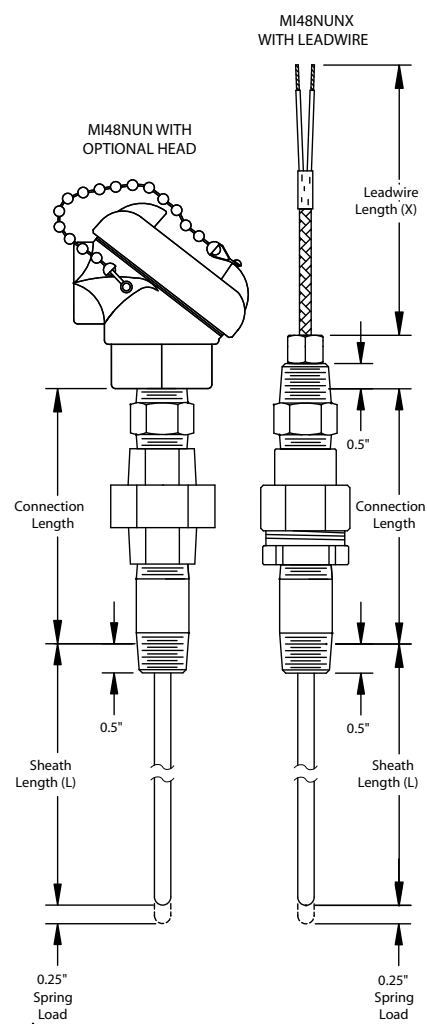 MI48NUNX
WITH LEADWIRE
MI48NUN WITH
OPTIONAL HEAD
Leadwire
Length (X)
0.5"
Connection
Length
Connection
Length
0.5"
0.5"
Sheath
Length (L)
Sheath
Length (L)
0.25"
Spring
Load
0.25"
Spring
Load